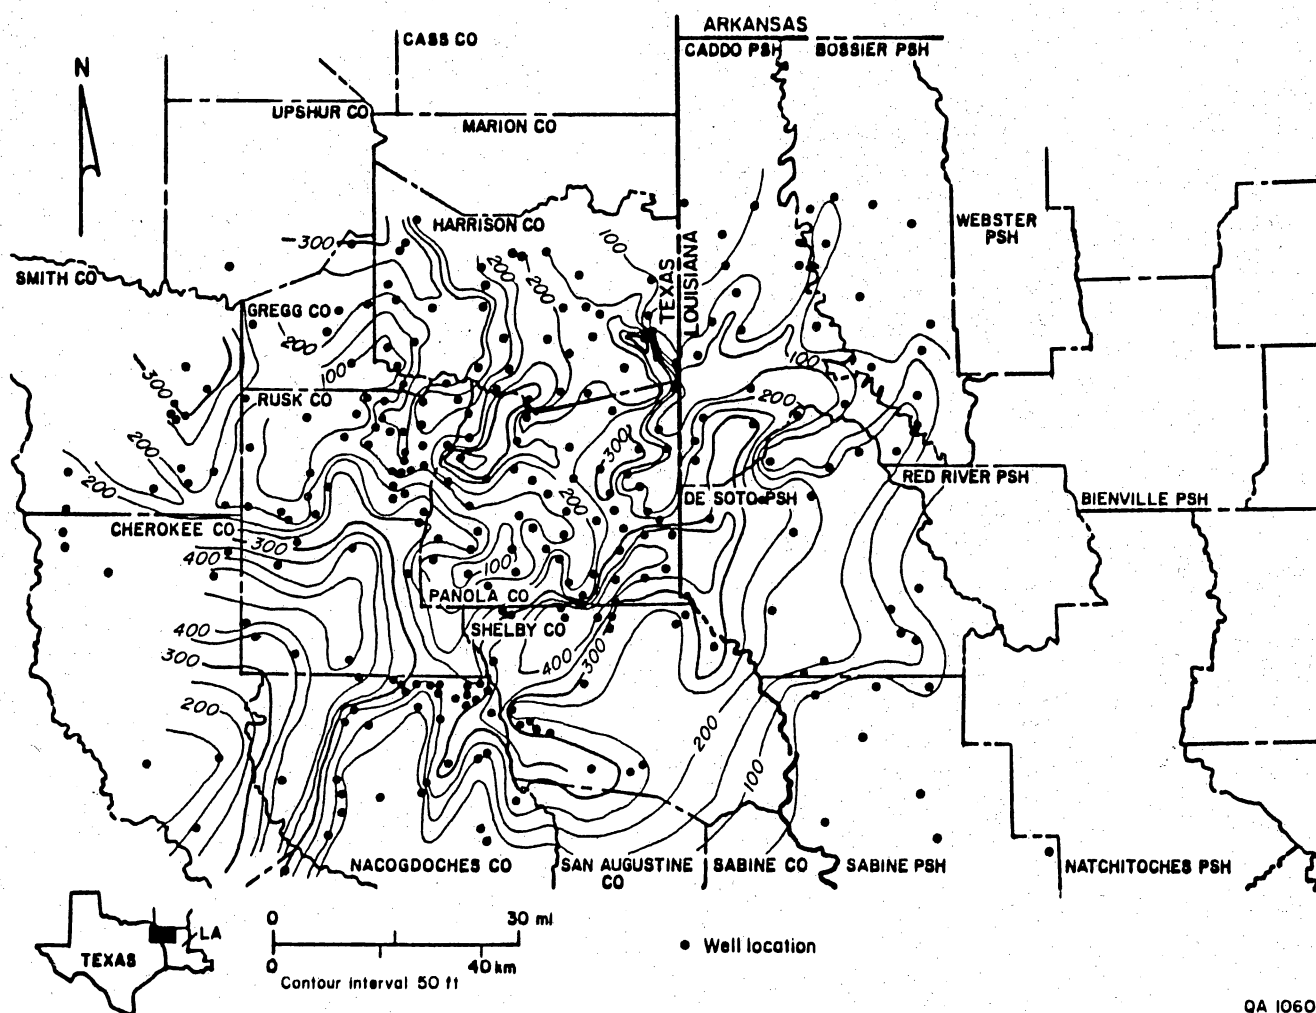 ARKANSAS
CASS CO
CADDO PSH
BOSSIER PSH
N
UPSHUR CO
MARION CO
HARRISON CO
WEBSTER
PSH
TEXAS
LOUISIANA
SMITH CO
300
100
200
200
GREGG CO
200
100
300
100
RUSK CO
200
200
200
300
200
DE SOTO PSH
RED RIVER PSH
BIENVILLE PSH
CHEROKEE CO
300
400
100
PANOLA CO
SHELBY CO
400
300
400
300
200
200
100
NACOGDOCHES CO
SAN AUGUSTINE
CO
SABINE CO
SABINE PSH
NATCHITOCHES PSH
0
30 mi
LA
TEXAS
0
40 km
Contour interval 50 ft
Well location
QA 1060